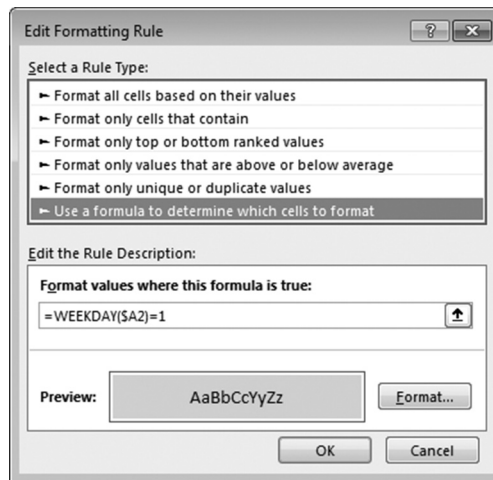 Edit Formatting Rule
?
Select a Rule Type:
► Format all cells based on their values
► Format only cells that contain
► Format only top or bottom ranked values
► Format only values that are above or below average
► Format only unique or duplicate values
► Use a formula to determine which cells to format
Edit the Rule Description:
Format values where this formula is true:
=WEEKDAY($A2)=1
Preview: AaBbCcYyZz Format...
OK Cancel